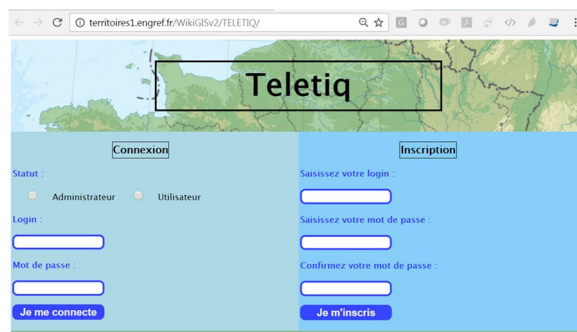 territoires1.engref.fr/WikiGISv2/TELETIQ/
Teletiq
Connexion
Statut :
Administrateur Utilisateur
Login :
Mot de passe :
Je me connecte
Inscription
Saisissez votre login :
Saisissez votre mot de passe :
Confirmez votre mot de passe :
Je m'inscris